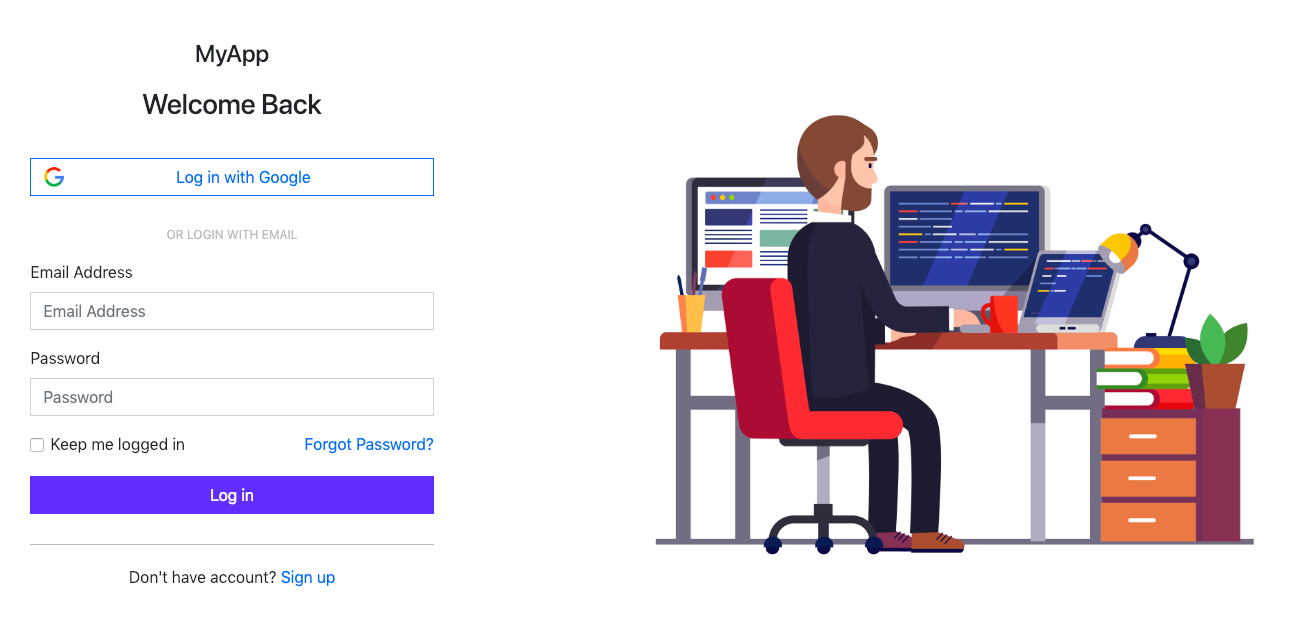 MyApp
Welcome Back
Log in with Google
OR LOGIN WITH EMAIL
Email Address
Email Address
Password
Password
Keep me logged in Forgot Password?
Log in
Don't have account? Sign up